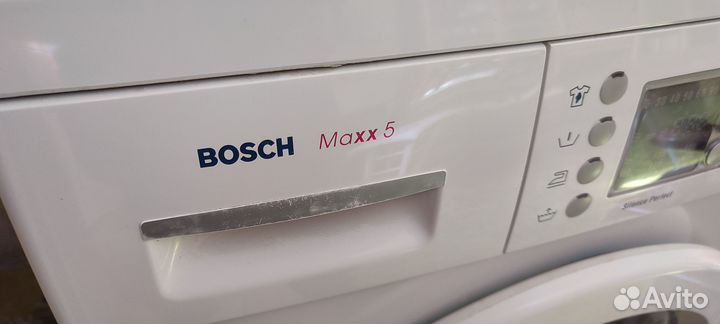 BOSCH Maxx 5
Silence Perfect
Avito